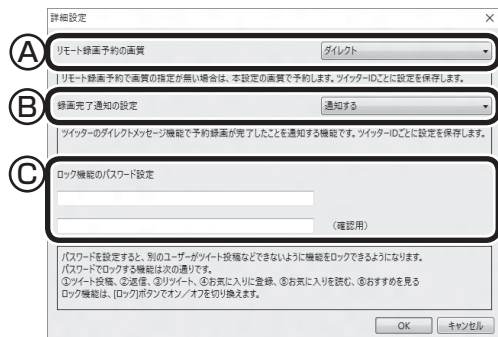 詳細設定
Ⓐ
リモート録画予約の画質
ダイレクト
リモート録画予約で画質の指定が無い場合は、本設定の画質で予約します。ツイッターIDごとに設定を保存します。
Ⓑ
録画完了通知の設定
通知する
ツイッターのダイレクトメッセージ機能で予約録画が完了したことを通知する機能です。ツイッターIDごとに設定を保存します。
Ⓒ
ロック機能のパスワード設定
(確認用)
パスワードを設定すると、別のユーザーがツイート投稿などできないように機能をロックできるようになります。
パスワードでロックする機能は次の通りです。
①ツイート投稿、②返信、③リツイート、④お気に入りに登録、⑤お気に入りを読む、⑥おすすめを見る
ロック機能は、[ロック]ボタンでオン／オフを切り換えます。
OK
キャンセル